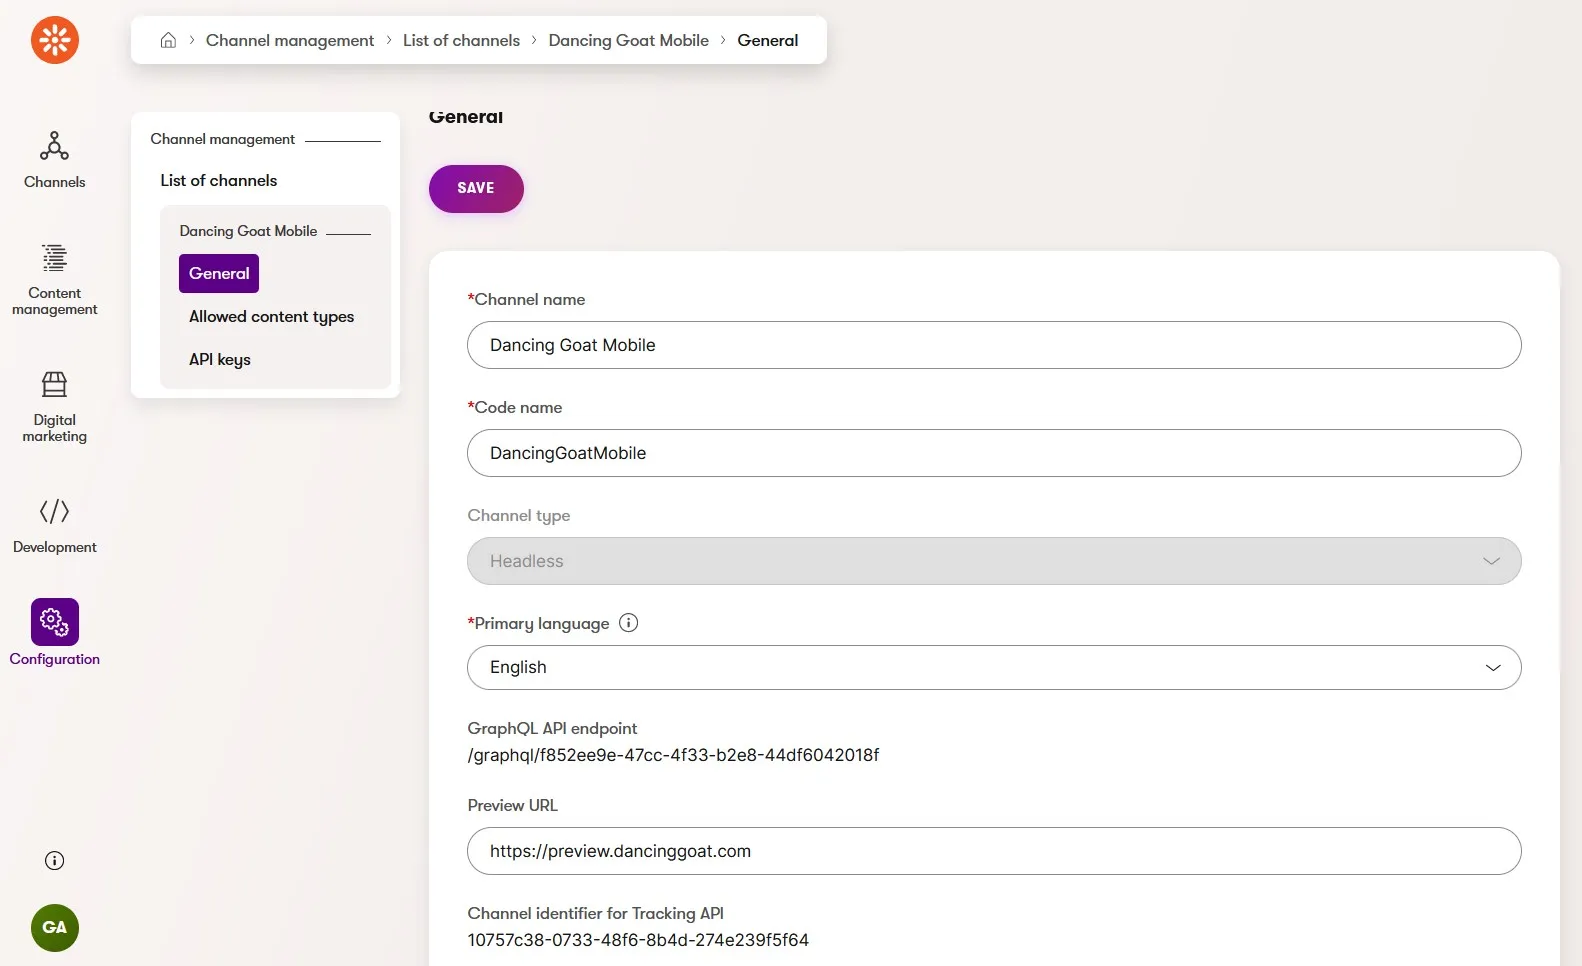 Channel management
List of channels
Dancing Goat Mobile
General
Channels
Content
management
Digital
marketing
Development
Configuration
GA
Channel management
List of channels
Dancing Goat Mobile
General
Allowed content types
API keys
General
SAVE
*Channel name
Dancing Goat Mobile
*Code name
DancingGoatMobile
Channel type
Headless
*Primary language
English
GraphQL API endpoint
/graphql/f852ee9e-47cc-4f33-b2e8-44df6042018f
Preview URL
https://preview.dancinggoat.com
Channel identifier for Tracking API
10757c38-0733-48f6-8b4d-274e239f5f64